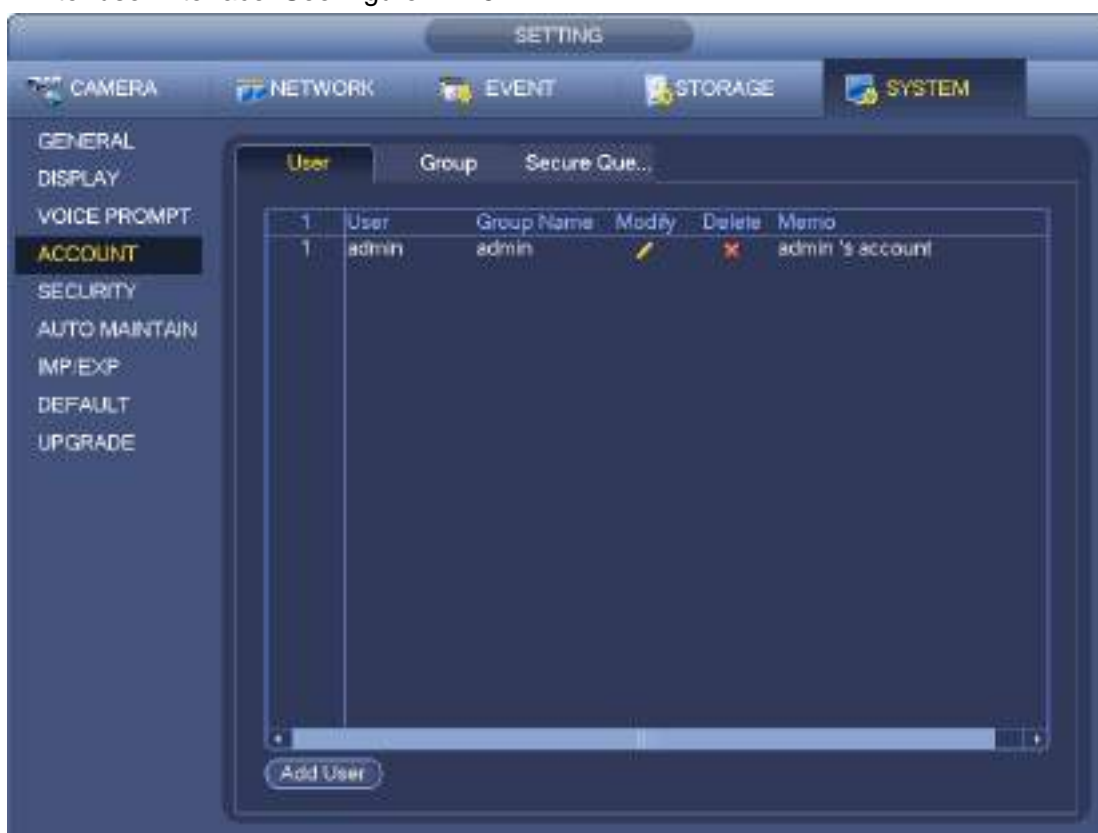 SETTING
CAMERA NETWORK EVENT STORAGE SYSTEM
GENERAL
DISPLAY
VOICE PROMPT
ACCOUNT
SECURITY
AUTO MAINTAIN
IMP/EXP
DEFAULT
UPGRADE
User Group Secure Que...
1 User Group Name Modify Delete Memo
1 admin admin admin 's account
Add User